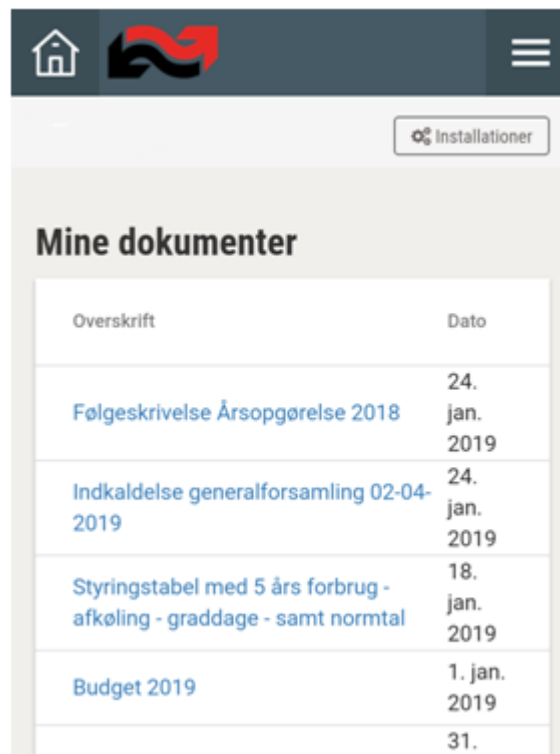 Installationer
Mine dokumenter
Overskrift
Dato
Følgeskrivelse Årsopgørelse 2018
24.
jan.
2019
Indkaldelse generalforsamling 02-04-
2019
24.
jan.
2019
Styringstabel med 5 års forbrug -
afkøling - graddage - samt normtal
18.
jan.
2019
Budget 2019
1. jan.
2019
31.